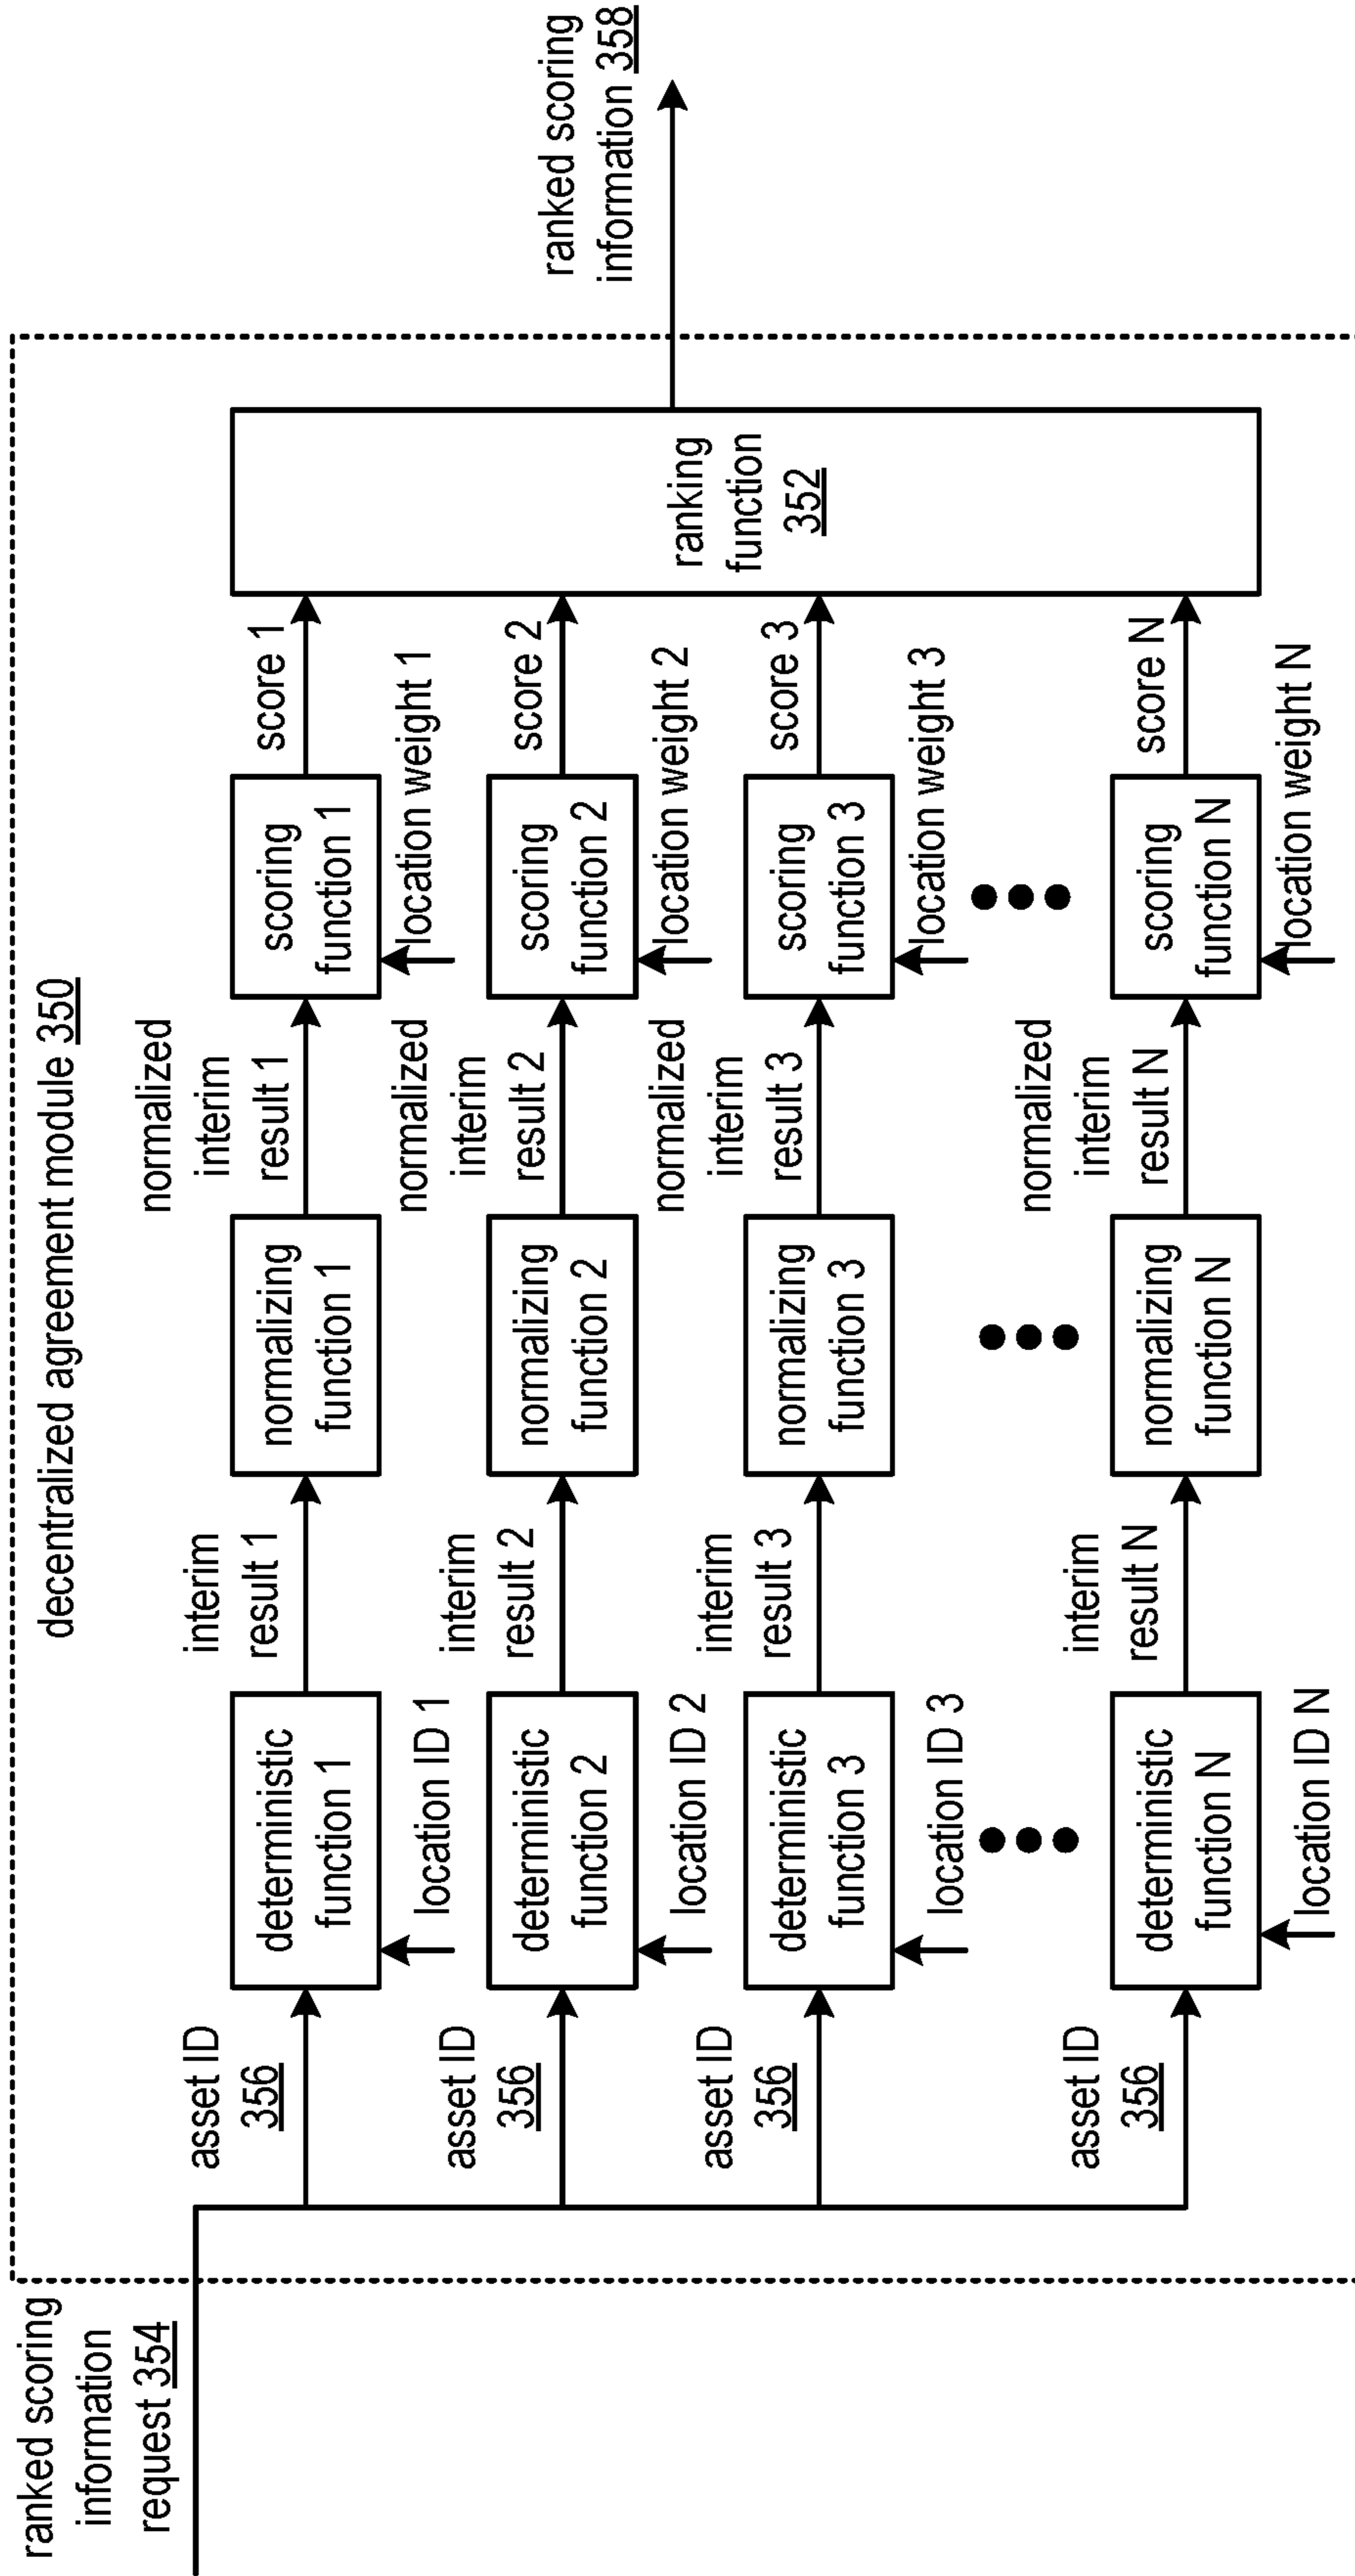 decentralized agreement module 350
ranked scoring
information
request 354
asset ID
356
deterministic
function 1
location ID 1
interim
result 1
normalizing
function 1
normalized
interim
result 1
scoring
function 1
location weight 1
score 1
asset ID
356
deterministic
function 2
location ID 2
interim
result 2
normalizing
function 2
normalized
interim
result 2
scoring
function 2
location weight 2
score 2
asset ID
356
deterministic
function 3
location ID 3
interim
result 3
normalizing
function 3
normalized
interim
result 3
scoring
function 3
location weight 3
score 3
asset ID
356
deterministic
function N
location ID N
interim
result N
normalizing
function N
normalized
interim
result N
scoring
function N
location weight N
score N
ranking
function
352
ranked scoring
information 358